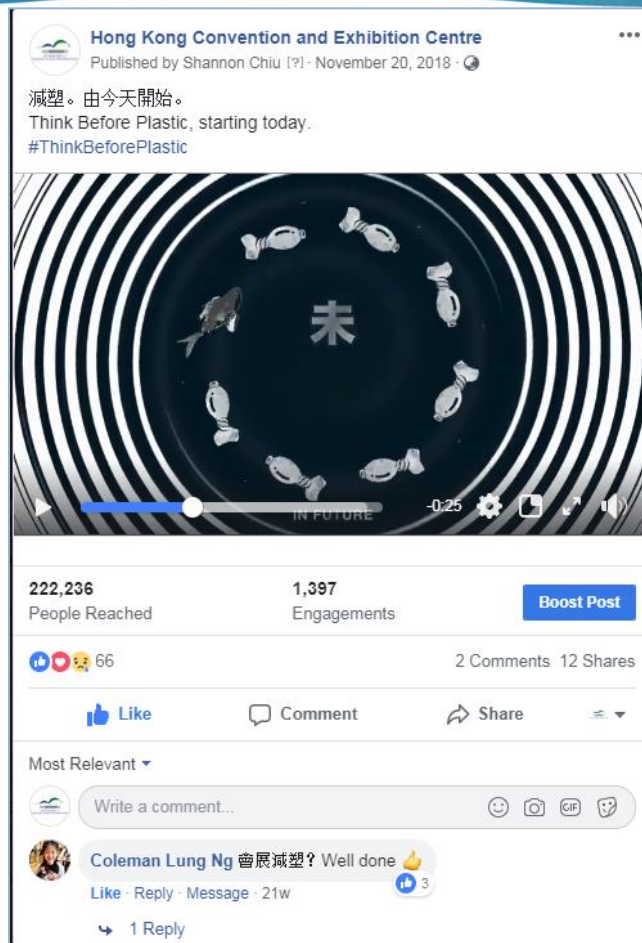 Hong Kong Convention and Exhibition Centre
Published by Shannon Chiu [?] · November 20, 2018 ·
減塑。由今天開始。
Think Before Plastic, starting today.
#ThinkBeforePlastic
未
IN FUTURE
-0:25
222,236
People Reached
1,397
Engagements
Boost Post
66
2 Comments 12 Shares
Like
Comment
Share
Most Relevant
Write a comment...
GIF
Coleman Lung Ng 會展減塑? Well done
3
Like · Reply · Message · 21w
1 Reply